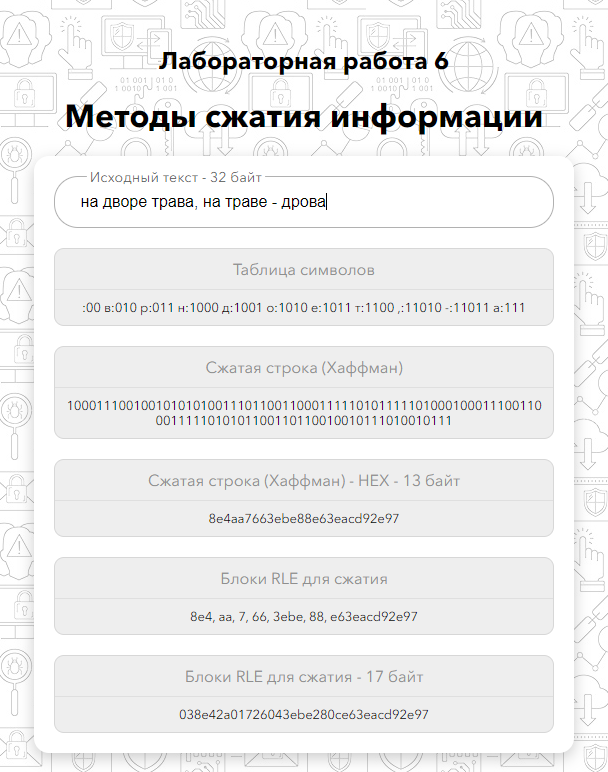 Лабораторная работа 6
Методы сжатия информации
Исходный текст - 32 байт
на дворе трава, на траве - дрова
Таблица символов
:00 в:010 р:011 н:1000 д:1001 о:1010 е:1011 т:1100 ,:11010 -:11011 а:111
Сжатая строка (Хаффман)
1000111001001010101001110110011000111110101111101000100011100110
0011111010101100110110010010111010010111
Сжатая строка (Хаффман) - HEX - 13 байт
8e4aa7663ebe88e63eacd92e97
Блоки RLE для сжатия
8e4, aa, 7, 66, 3ebe, 88, e63eacd92e97
Блоки RLE для сжатия - 17 байт
038e42a01726043ebe280ce63eacd92e97